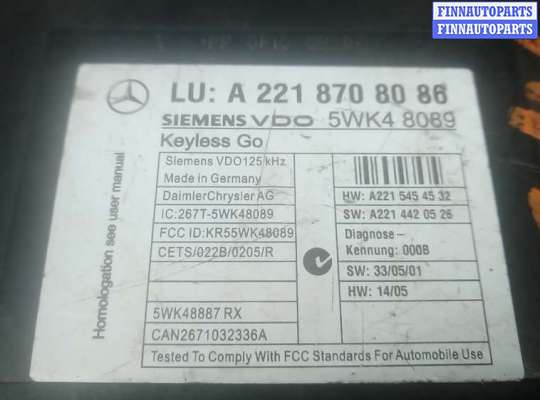 FINNAUTOPARTS
FINNAUTOPARTS
FINNAUTOPARTS
LU: A 221 870 80 86
SIEMENS VDO 5WK4 8089
Keyless Go
Siemens VDO125 kHz
Made in Germany
DaimlerChrysler AG
IC:267T-5WK48089
FCC ID:KR55WK48089
CETS/022B/0205/R
HW: A221 545 45 32
SW: A221 442 05 26
Diagnose –
Kennung: 000B
SW: 33/05/01
HW: 14/05
5WK48887 RX
CAN2671032336A
Tested To Comply With FCC Standards For Automobile Use
Homologation see user manual